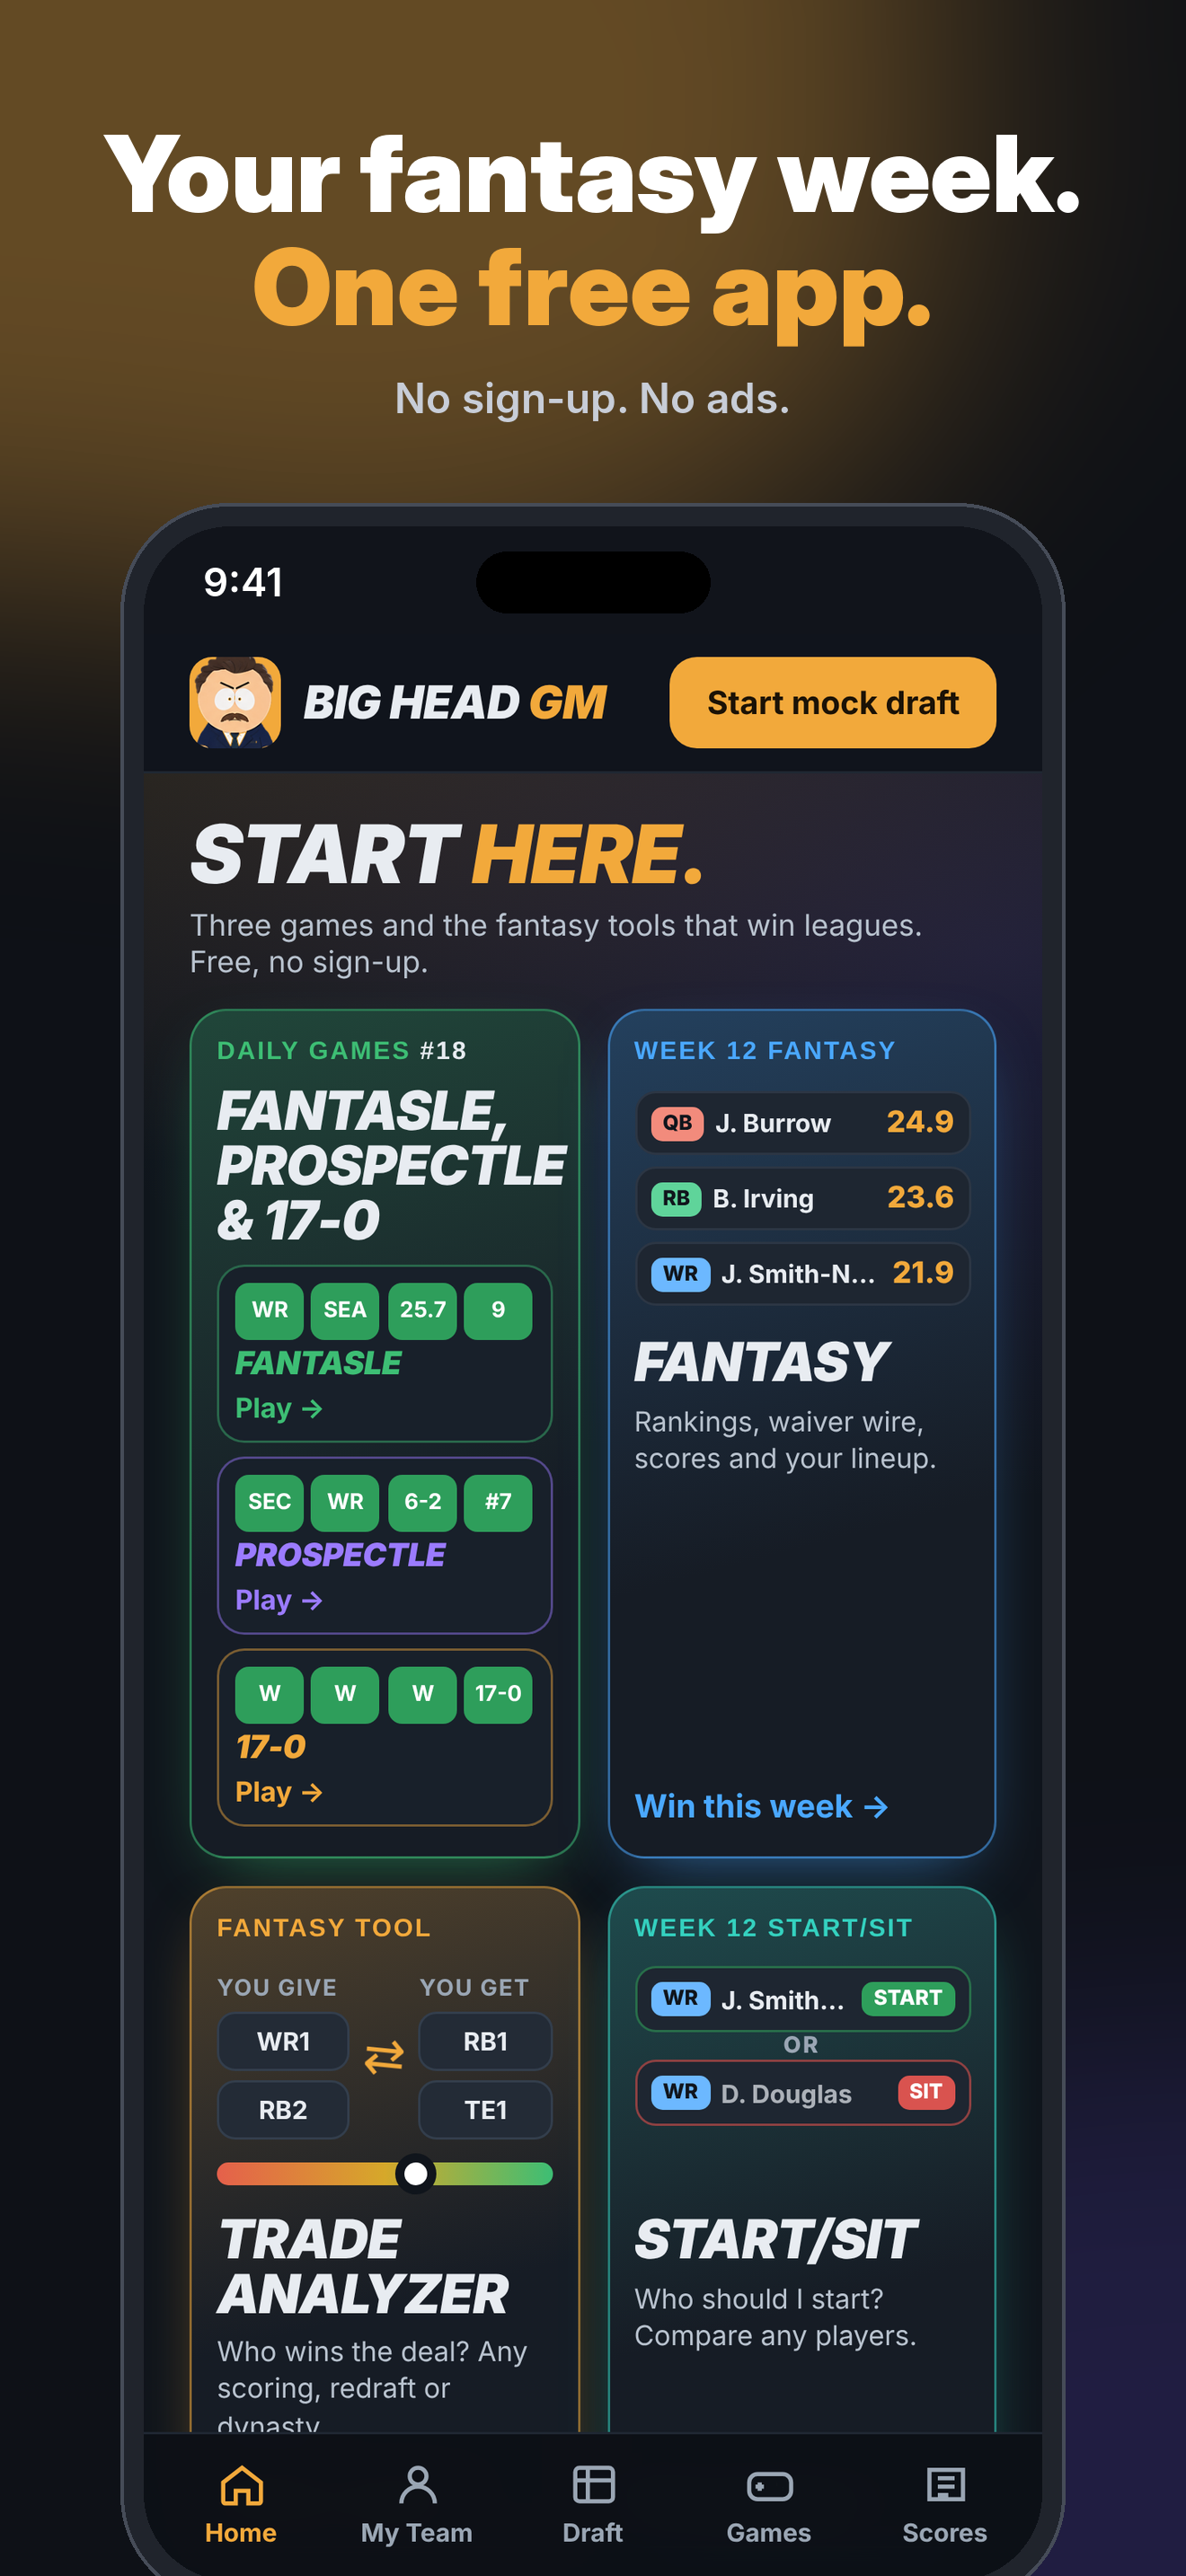 Your fantasy week.
One free app.
No sign-up. No ads.
9:41
BIG HEAD GM
Start mock draft
START HERE.
Three games and the fantasy tools that win leagues.
Free, no sign-up.
DAILY GAMES #18
FANTASLE,
PROSPECTLE
& 17-0
WR SEA 25.7 9
FANTASLE
Play →
SEC WR 6-2 #7
PROSPECTLE
Play →
W W W 17-0
17-0
Play →
WEEK 12 FANTASY
QB J. Burrow 24.9
RB B. Irving 23.6
WR J. Smith-N... 21.9
FANTASY
Rankings, waiver wire,
scores and your lineup.
Win this week →
FANTASY TOOL
YOU GIVE YOU GET
WR1 ⇄ RB1
RB2 TE1
TRADE
ANALYZER
Who wins the deal? Any
scoring, redraft or
dynasty
WEEK 12 START/SIT
WR J. Smith... START
OR
WR D. Douglas SIT
START/SIT
Who should I start?
Compare any players.
Home My Team Draft Games Scores